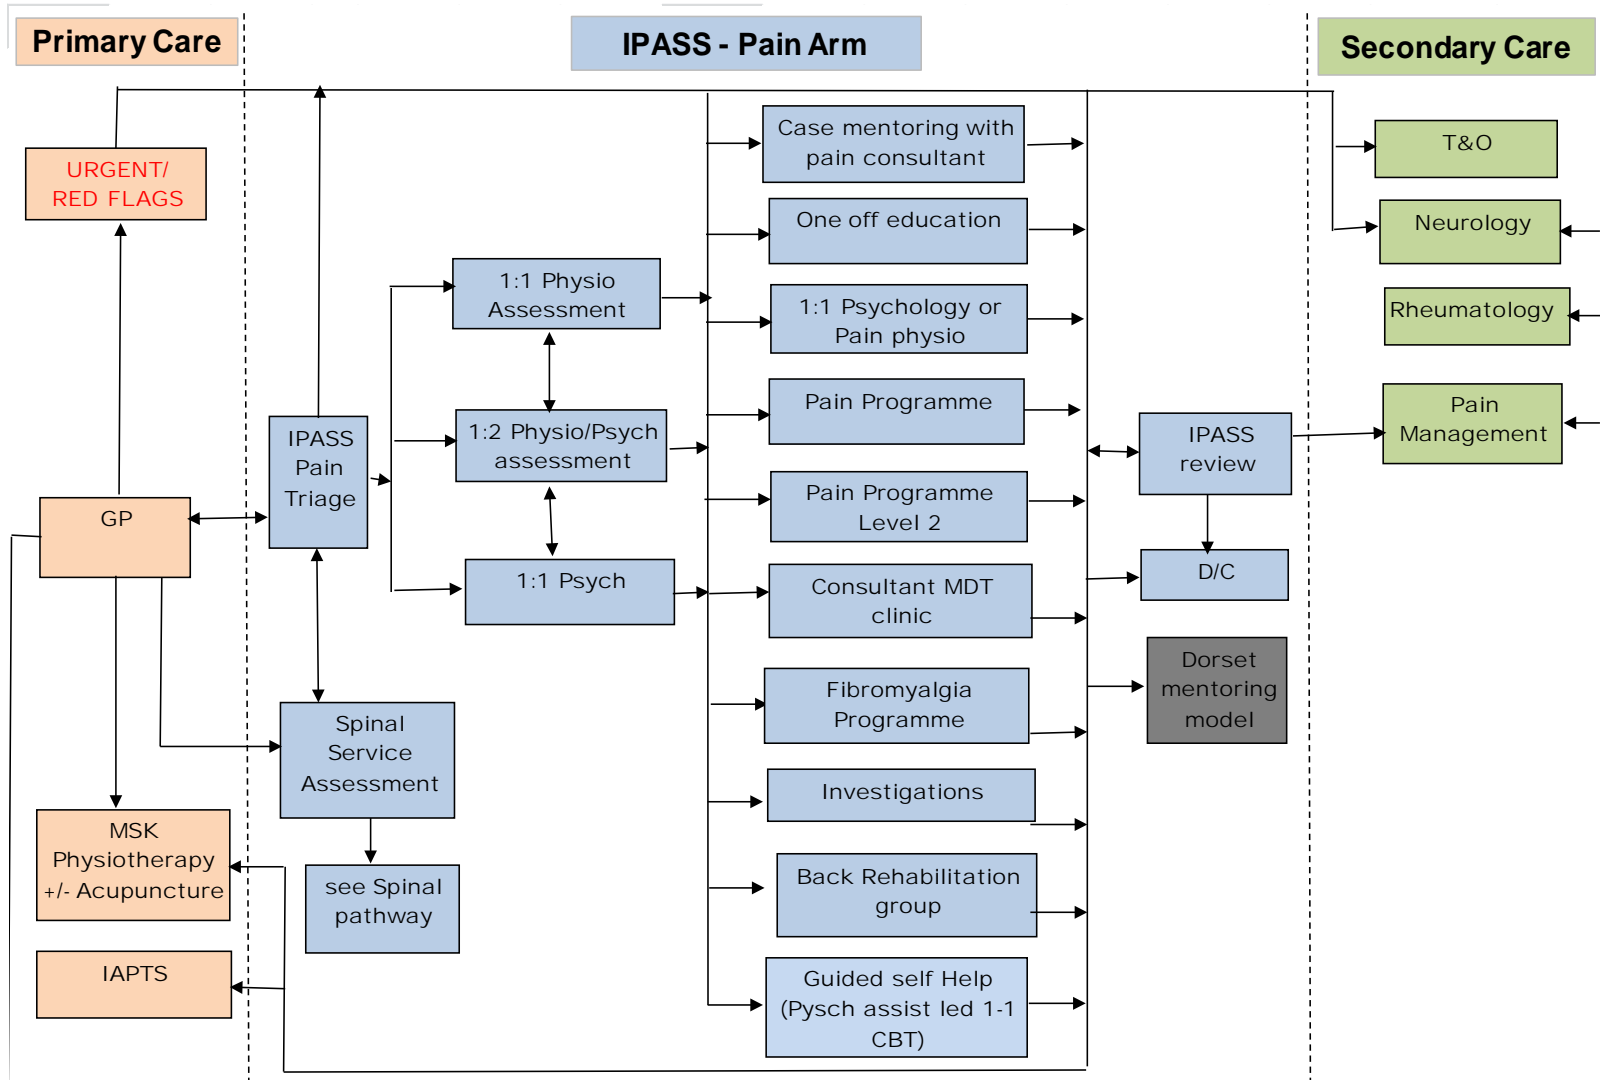 Primary Care
IPASS - Pain Arm
Secondary Care
URGENT/
RED FLAGS
GP
MSK
Physiotherapy
+/- Acupuncture
IAPTS
IPASS
Pain
Triage
Spinal
Service
Assessment
see Spinal
pathway
1:1 Physio
Assessment
1:2 Physio/Psych
assessment
1:1 Psych
Case mentoring with
pain consultant
One off education
1:1 Psychology or
Pain physio
Pain Programme
Pain Programme
Level 2
Consultant MDT
clinic
Fibromyalgia
Programme
Investigations
Back Rehabilitation
group
Guided self Help
(Pysch assist led 1-1
CBT)
IPASS
review
D/C
Dorset
mentoring
model
T&O
Neurology
Rheumatology
Pain
Management